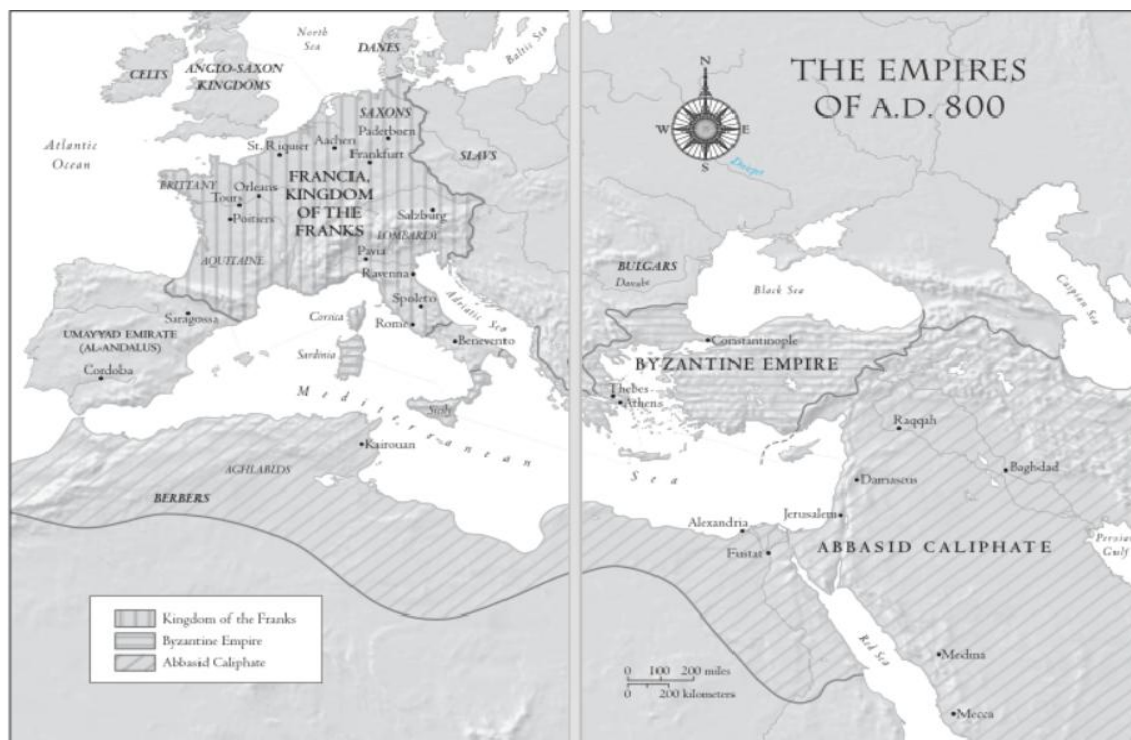 THE EMPIRES
OF A.D. 800
N
W
E
S
North
Sea
Baltic Sea
DANES
CELTS
ANGLO-SAXON
KINGDOMS
Atlantic
Ocean
SAXONS
Paderborn
St. Riquier
Aachen
Frankfurt
SLAVS
BRITTANY
Orleans
Tours
Poitiers
FRANCIA,
KINGDOM
OF THE
FRANKS
Salzburg
LOMBARDS
Pavia
AQUITAINE
Ravenna
Spoleto
Adriatic Sea
Rome
Benevento
Corsica
Sardinia
Sicily
Saragossa
UMAYYAD EMIRATE
(AL-ANDALUS)
Cordoba
Mediterranean
Sea
Kairouan
AGHLABIDS
BERBERS
Dnieper
BULGARS
Danube
Black Sea
Caspian Sea
Constantinople
BYZANTINE EMPIRE
Thebes
Athens
Raqqah
Baghdad
Damascus
Jerusalem
Alexandria
Fustat
ABBASID CALIPHATE
Persian
Gulf
Red Sea
Medina
Mecca
Kingdom of the Franks
Byzantine Empire
Abbasid Caliphate
0 100 200 miles
0 200 kilometers